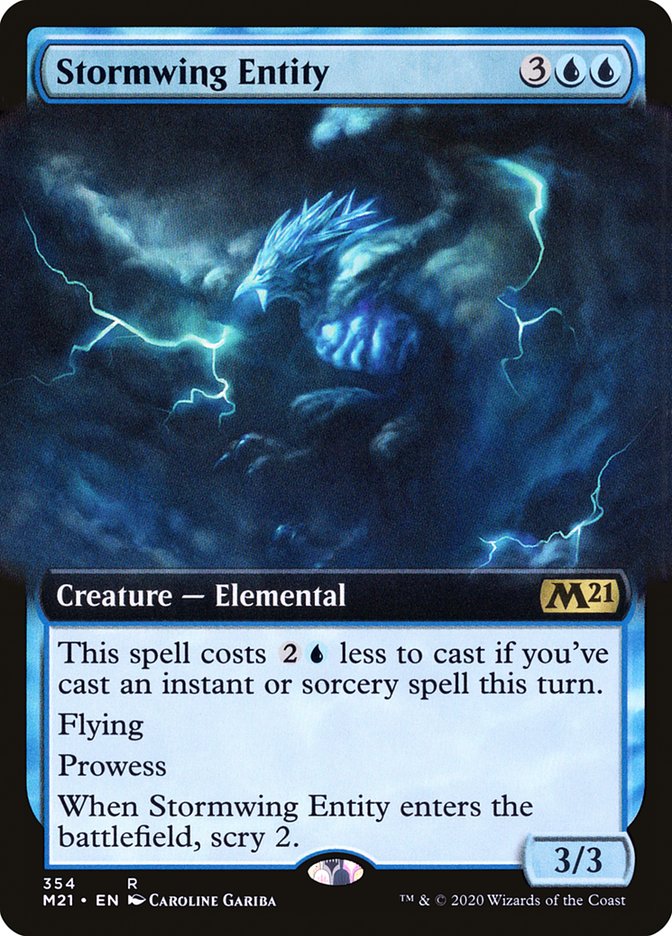 Stormwing Entity 3
Creature — Elemental M21
This spell costs 2 less to cast if you've
cast an instant or sorcery spell this turn.
Flying
Prowess
When Stormwing Entity enters the
battlefield, scry 2.
3/3
354 R
M21 • EN Caroline Gariba ™ & © 2020 Wizards of the Coast